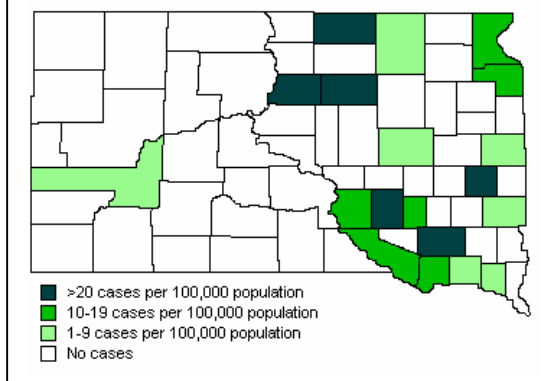 >20 cases per 100,000 population
10-19 cases per 100,000 population
1-9 cases per 100,000 population
No cases